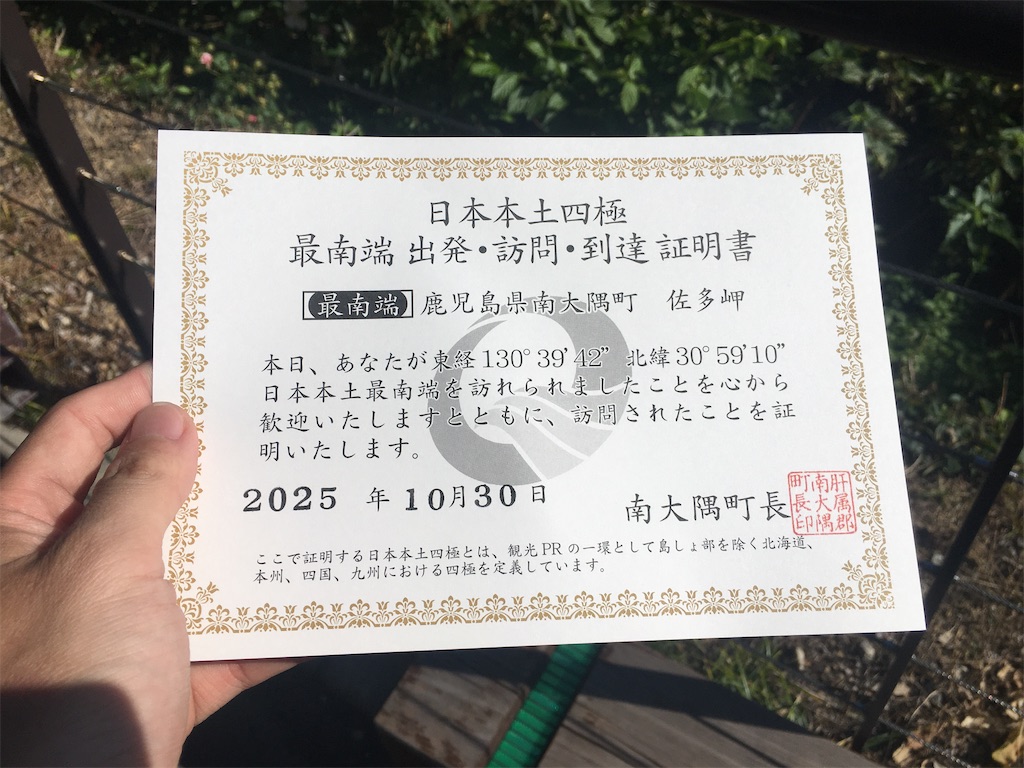 日本本土四極
最南端 出発・訪問・到達 証明書
最南端 鹿児島県南大隅町 佐多岬
本日、あなたが東経130°39’42” 北緯30°59’10”
日本本土最南端を訪れられましたことを心から
歓迎いたしますとともに、訪問されたことを証
明いたします。
2025 年 10月30日
南大隅町長
肝属郡
南大隅
町長印
ここで証明する日本本土四極とは、観光PRの一環として島しょ部を除く北海道、
本州、四国、九州における四極を定義しています。